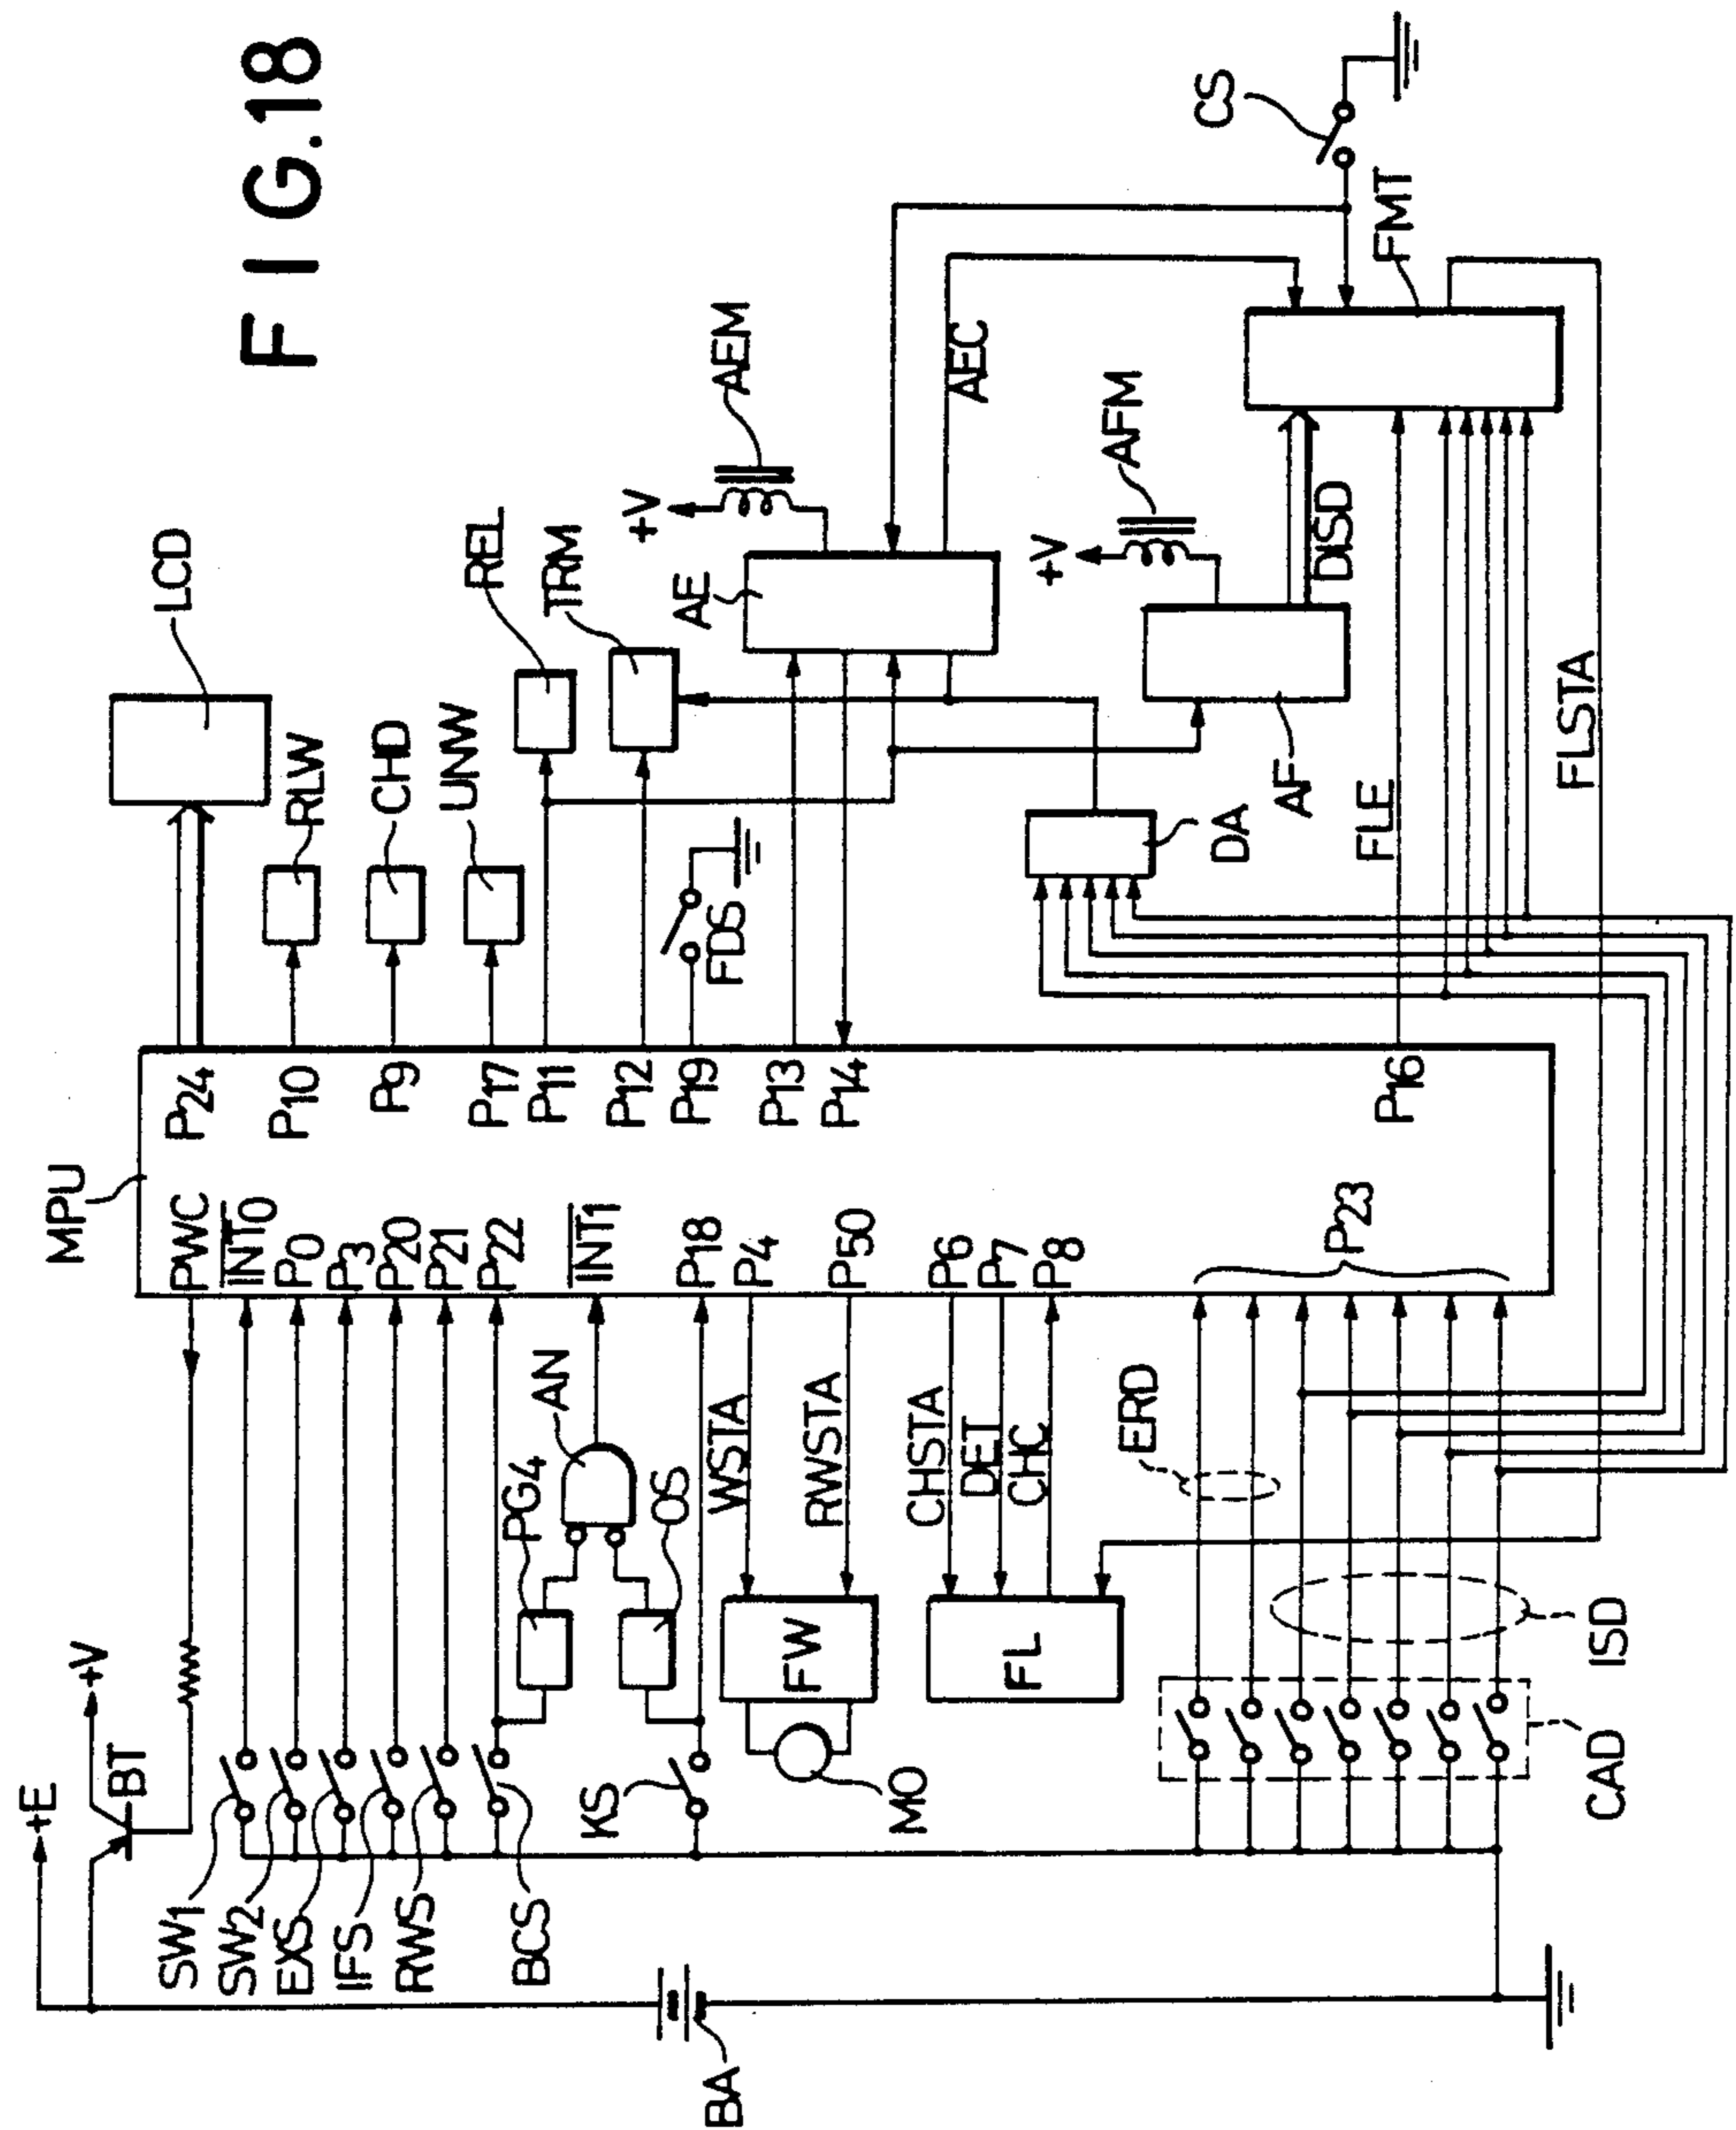 FIG.18
+E
BT
+V
SW1
SW2
EXS
IFS
RWS
BCS
KS
BA
MPU
PWC
INT0
P0
P3
P20
P21
P22
INT1
P18
P4
P50
P6
P7
P8
P23
P24
P10
P9
P17
P11
P12
P19
P13
P14
P16
PG4
AN
OS
WSTA
RWSTA
CHSTA
DET
CHC
ERD
ISD
CAD
FW
MO
FL
LCD
RLW
CHD
UNW
REL
TRM
FDS
AE
+V
AEM
AEC
DA
AF
+V
AFM
DISD
FLE
FLSTA
FMT
CS